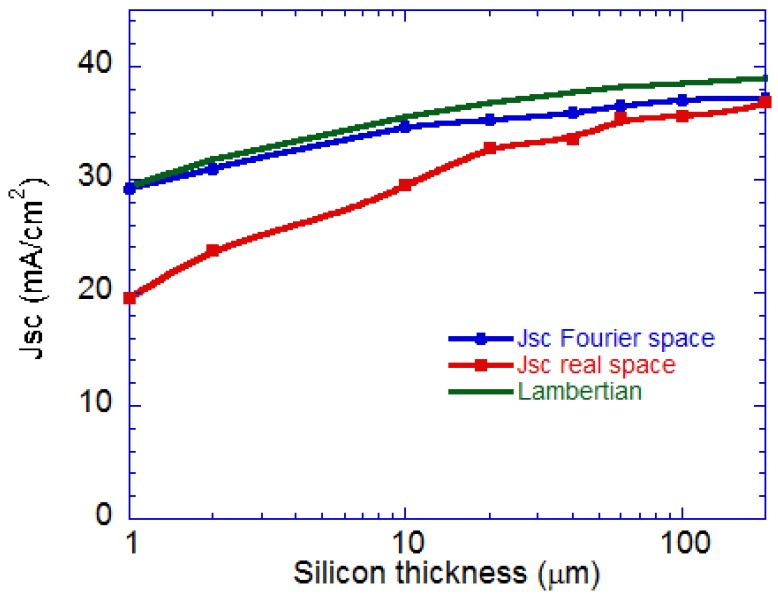 40
30
20
10
0
Jsc (mA/cm²)
Jsc Fourier space
Jsc real space
Lambertian
1
10
100
Silicon thickness (μm)